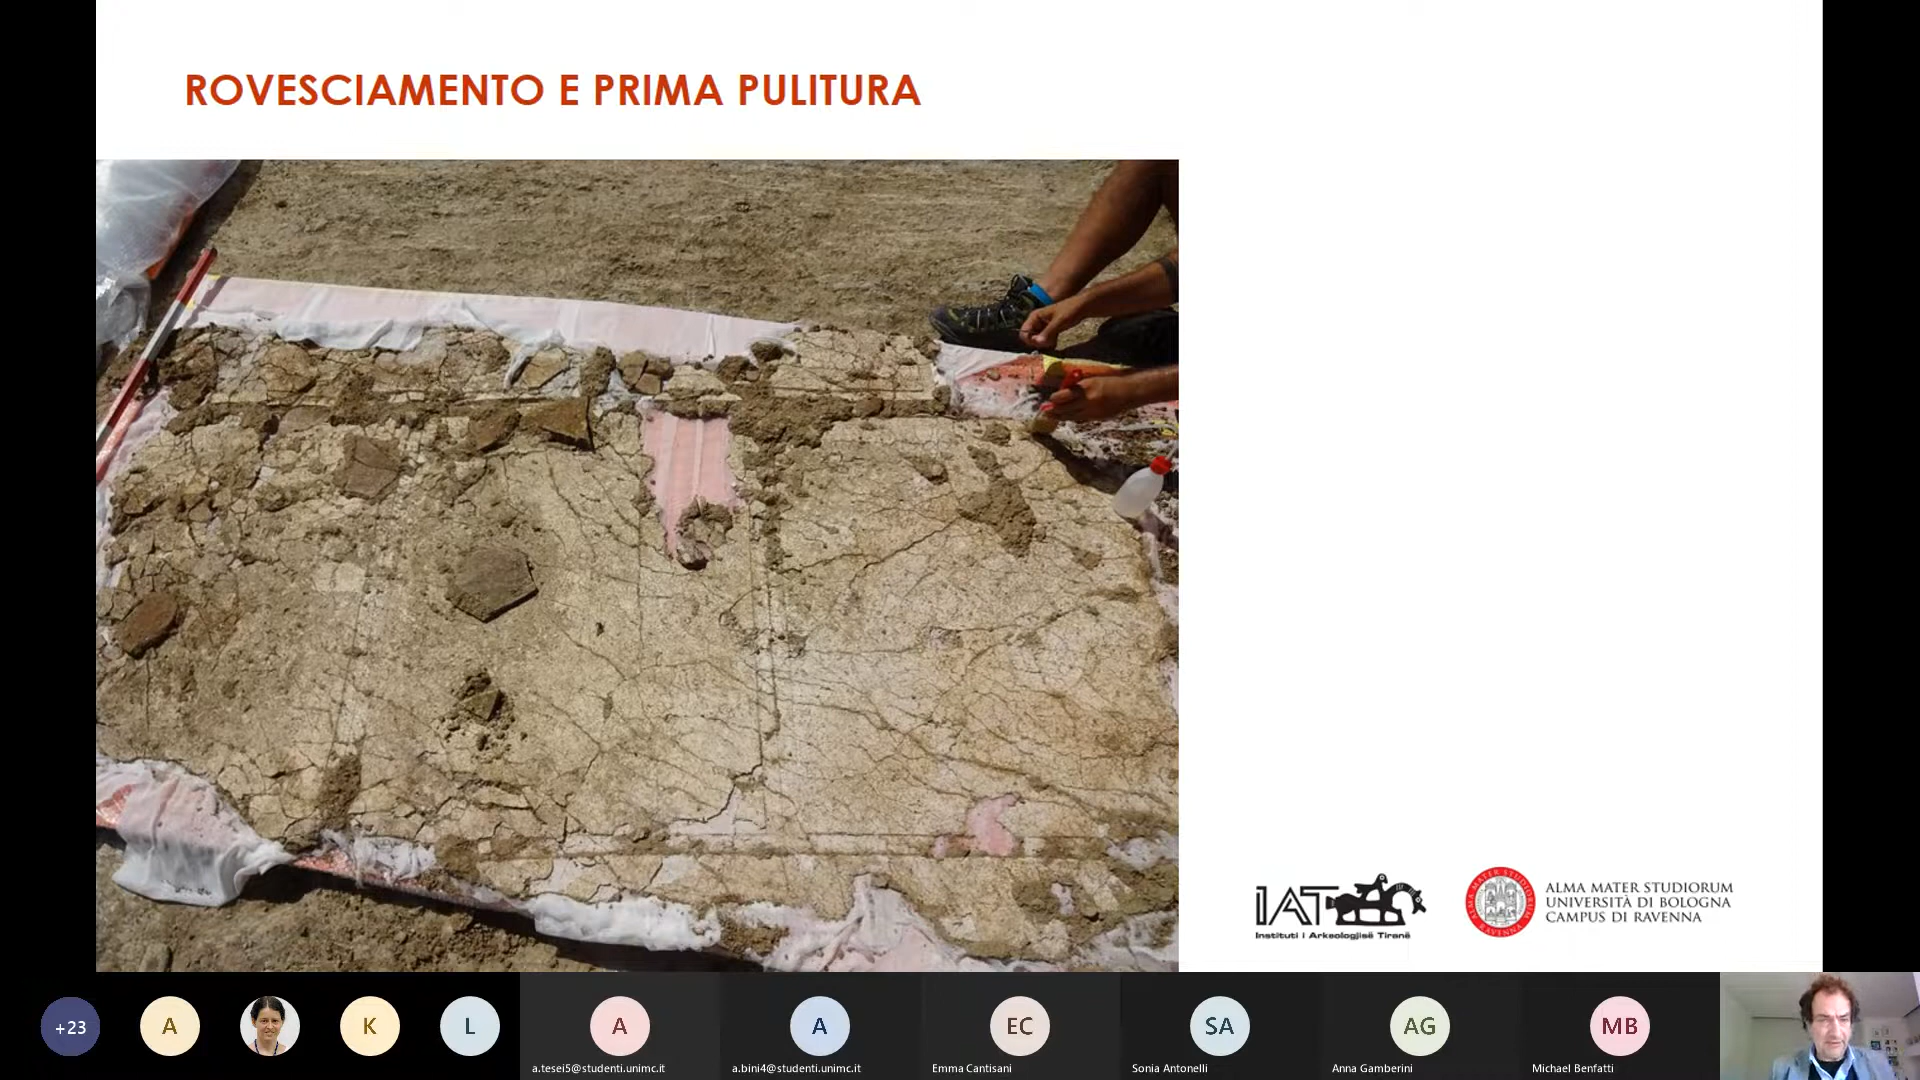 ROVESCIAMENTO E PRIMA PULITURA
IAT
Instituti i Arkeologjisë Tiranë
ALMA MATER STUDIORUM
UNIVERSITÀ DI BOLOGNA
CAMPUS DI RAVENNA
+23
A
K
L
A
A
EC
SA
AG
MB
a.tesei5@studenti.unimc.it
a.bini4@studenti.unimc.it
Emma Cantisani
Sonia Antonelli
Anna Gamberini
Michael Benfatti